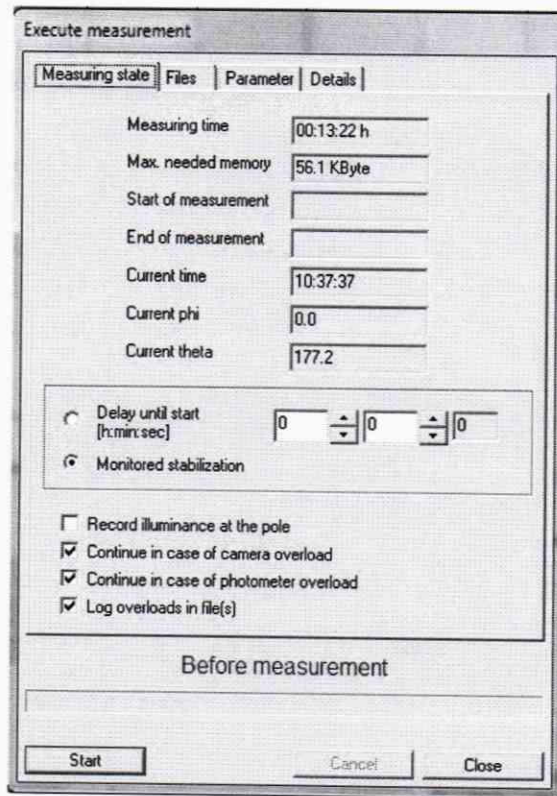 Execute measurement
Measuring state Files Parameter Details
Measuring time 00:13:22 h
Max. needed memory 56.1 KByte
Start of measurement
End of measurement
Current time 10:37:37
Current phi 0.0
Current theta 177.2
Delay until start 0 0 0
[h:min:sec]
Monitored stabilization
Record illuminance at the pole
Continue in case of camera overload
Continue in case of photometer overload
Log overloads in file(s)
Before measurement
Start Cancel Close